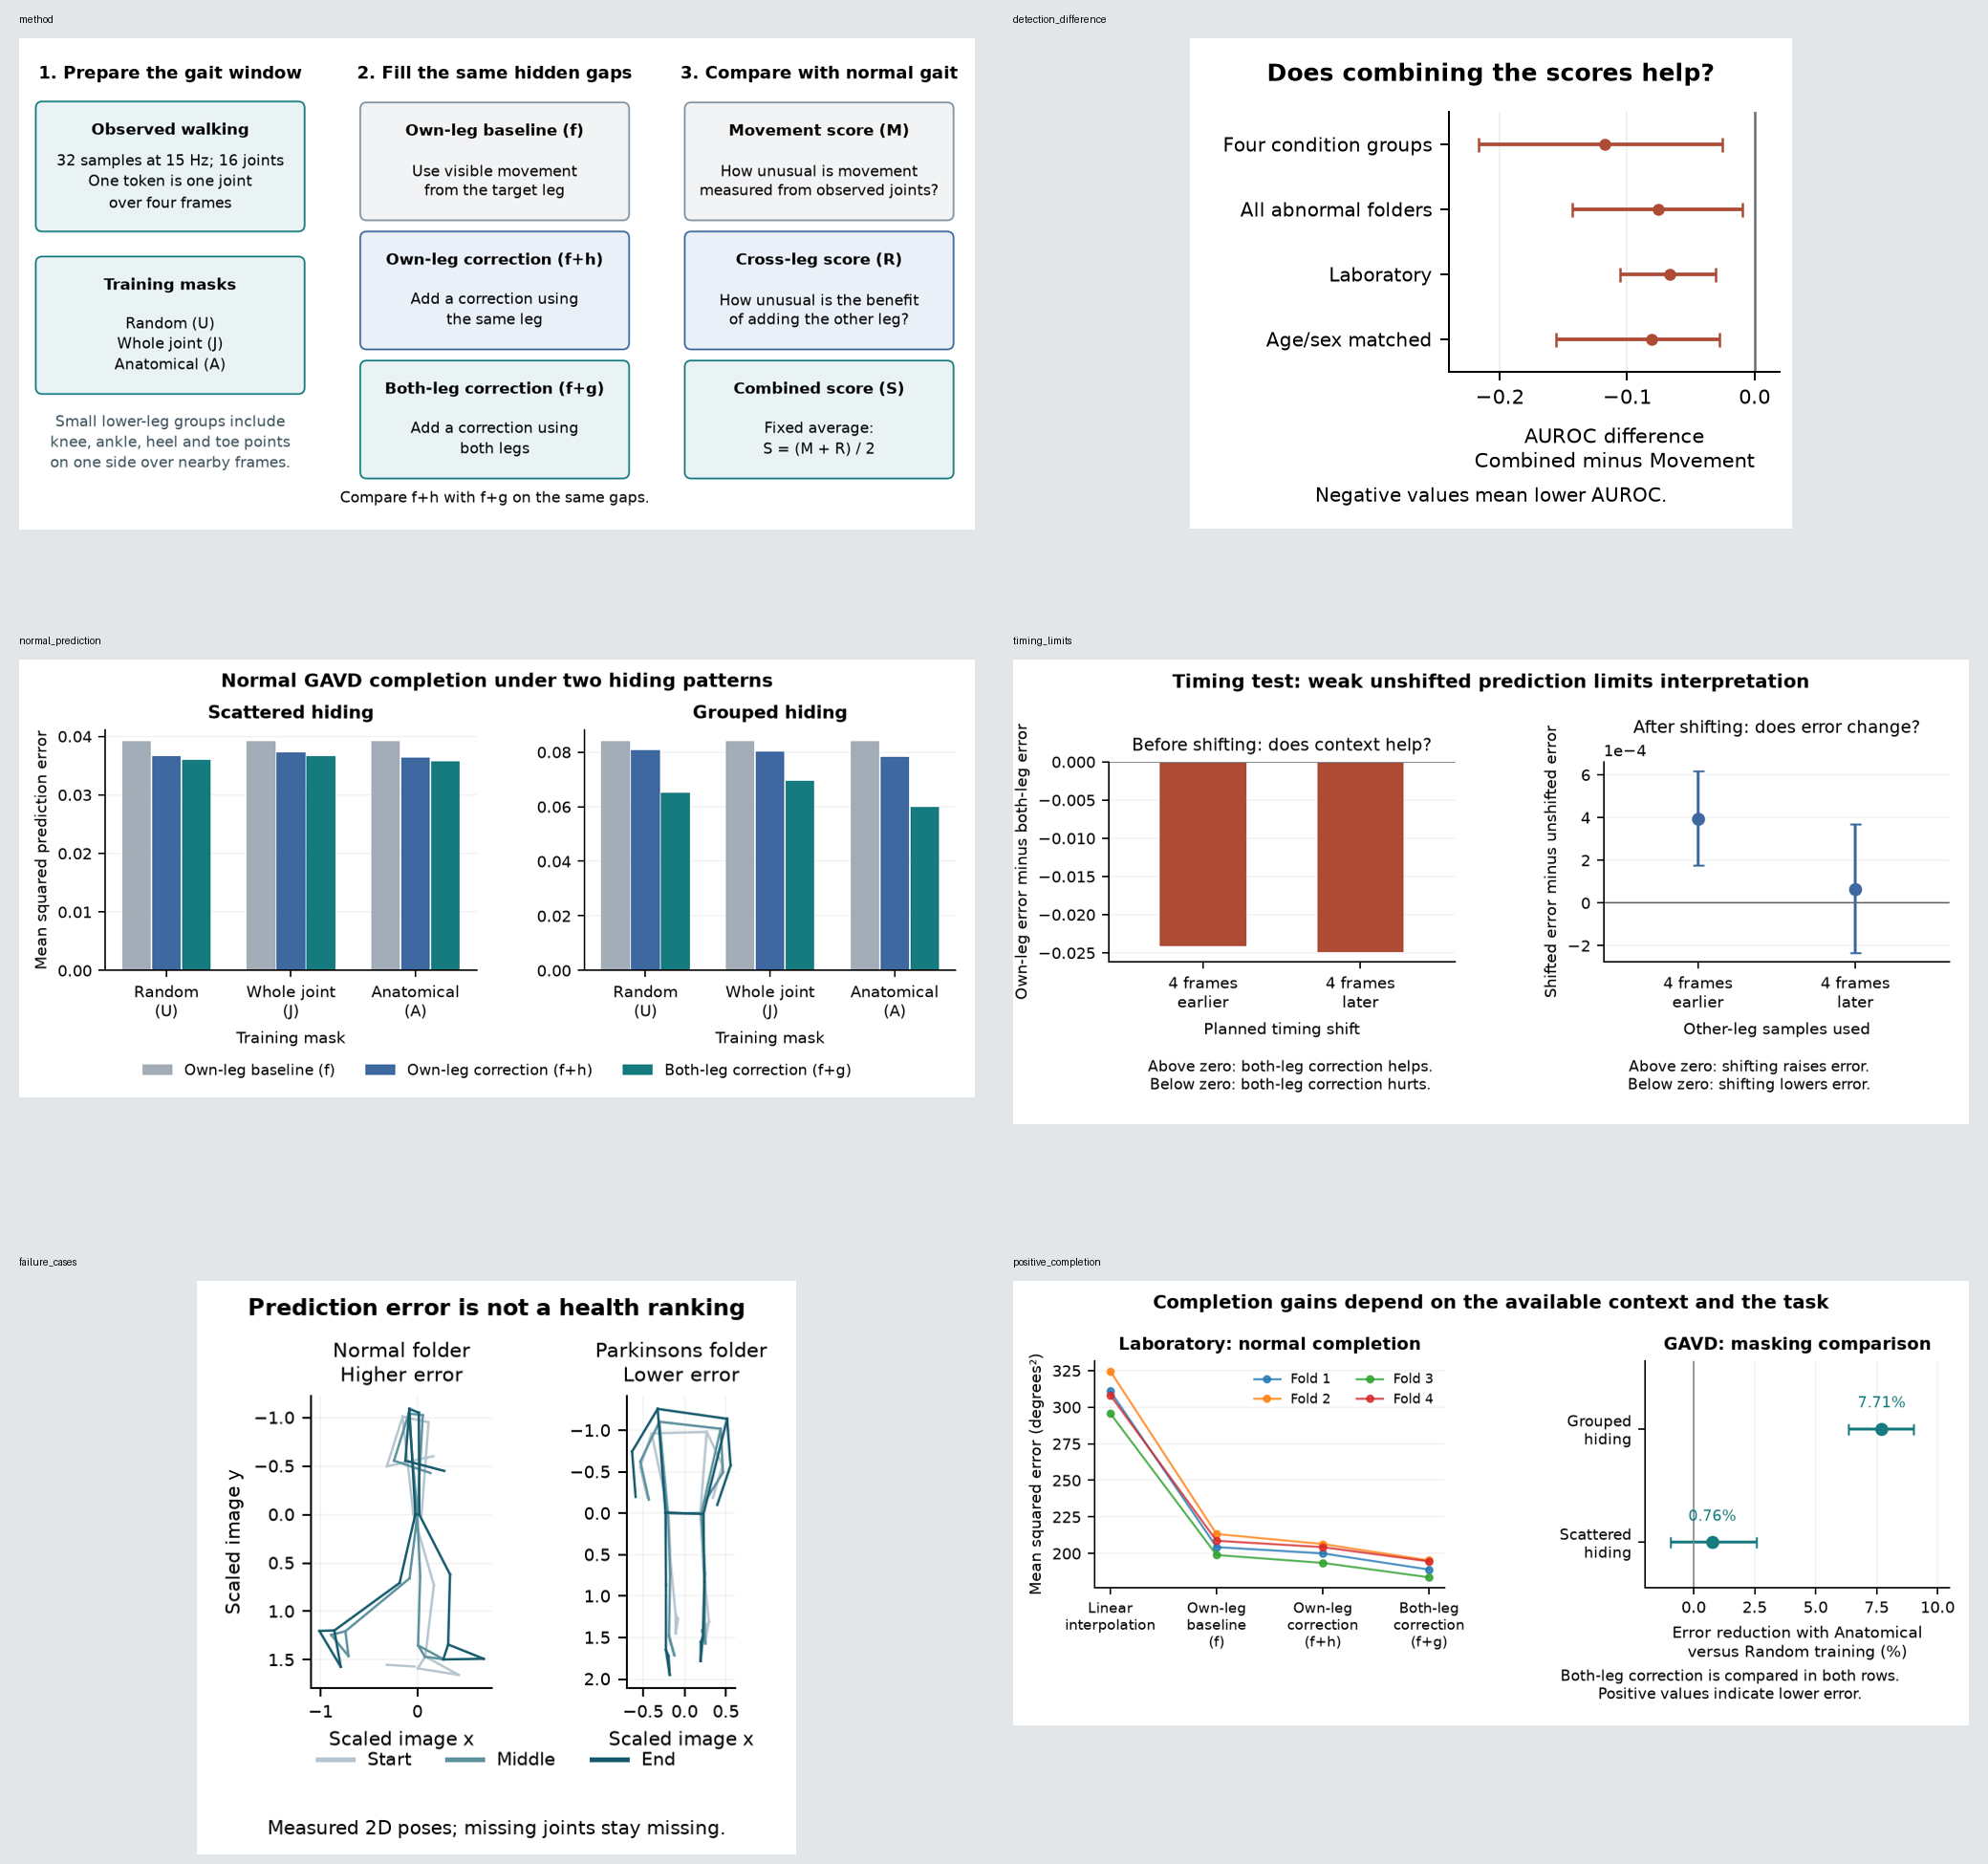 method
1. Prepare the gait window
Observed walking
32 samples at 15 Hz; 16 joints
One token is one joint
over four frames
Training masks
Random (U)
Whole joint (J)
Anatomical (A)
Small lower-leg groups include
knee, ankle, heel and toe points
on one side over nearby frames.
2. Fill the same hidden gaps
Own-leg baseline (f)
Use visible movement
from the target leg
Own-leg correction (f+h)
Add a correction using
the same leg
Both-leg correction (f+g)
Add a correction using
both legs
Compare f+h with f+g on the same gaps.
3. Compare with normal gait
Movement score (M)
How unusual is movement
measured from observed joints?
Cross-leg score (R)
How unusual is the benefit
of adding the other leg?
Combined score (S)
Fixed average:
S = (M + R) / 2
detection_difference
Does combining the scores help?
Four condition groups
All abnormal folders
Laboratory
Age/sex matched
−0.2 −0.1 0.0
AUROC difference
Combined minus Movement
Negative values mean lower AUROC.
normal_prediction
Normal GAVD completion under two hiding patterns
Scattered hiding
Mean squared prediction error
0.04
0.03
0.02
0.01
0.00
Random
(U)
Whole joint
(J)
Anatomical
(A)
Training mask
Grouped hiding
0.08
0.06
0.04
0.02
0.00
Random
(U)
Whole joint
(J)
Anatomical
(A)
Training mask
Own-leg baseline (f)
Own-leg correction (f+h)
Both-leg correction (f+g)
timing_limits
Timing test: weak unshifted prediction limits interpretation
Before shifting: does context help?
Own-leg error minus both-leg error
0.000
−0.005
−0.010
−0.015
−0.020
−0.025
4 frames
earlier
4 frames
later
Planned timing shift
Above zero: both-leg correction helps.
Below zero: both-leg correction hurts.
After shifting: does error change?
Shifted error minus unshifted error
1e−4
6
4
2
0
−2
4 frames
earlier
4 frames
later
Other-leg samples used
Above zero: shifting raises error.
Below zero: shifting lowers error.
failure_cases
Prediction error is not a health ranking
Normal folder
Higher error
Scaled image y
−1.0
−0.5
0.0
0.5
1.0
1.5
−1 0
Scaled image x
Parkinsons folder
Lower error
−1.0
−0.5
0.0
0.5
1.0
1.5
2.0
−0.5 0.0 0.5
Scaled image x
Start
Middle
End
Measured 2D poses; missing joints stay missing.
positive_completion
Completion gains depend on the available context and the task
Laboratory: normal completion
Mean squared error (degrees²)
325
300
275
250
225
200
Fold 1
Fold 2
Fold 3
Fold 4
Linear
interpolation
Own-leg
baseline
(f)
Own-leg
correction
(f+h)
Both-leg
correction
(f+g)
GAVD: masking comparison
7.71%
Grouped
hiding
0.76%
Scattered
hiding
0.0 2.5 5.0 7.5 10.0
Error reduction with Anatomical
versus Random training (%)
Both-leg correction is compared in both rows.
Positive values indicate lower error.